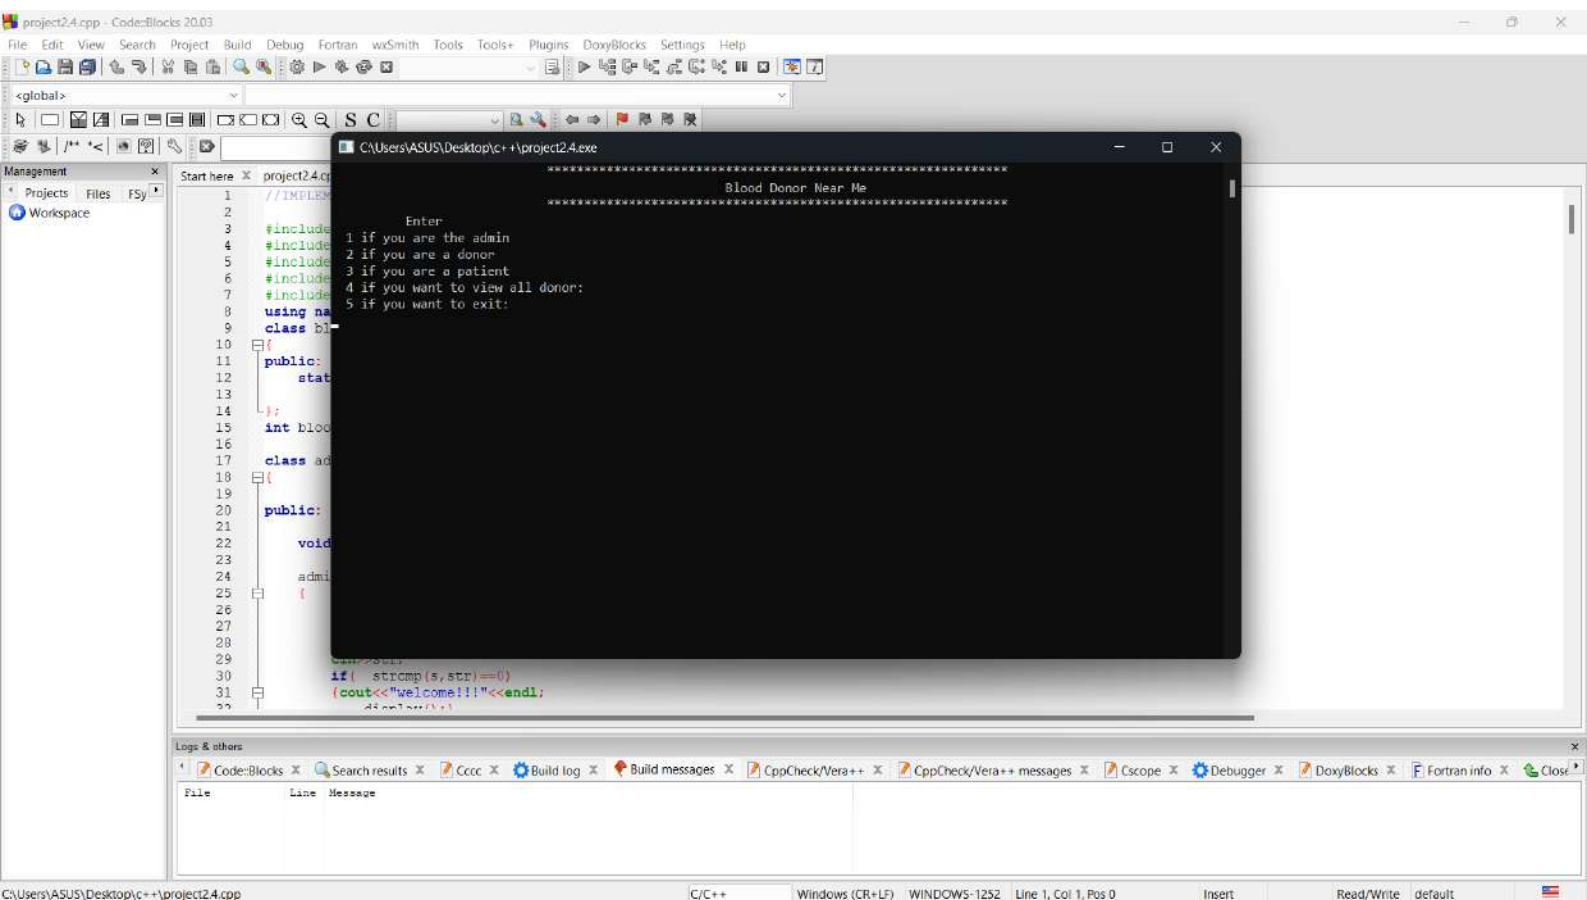 project2.4.cpp - Code::Blocks 20.03
File Edit View Search Project Build Debug Fortran wxSmith Tools Tools+ Plugins DoxyBlocks Settings Help
<global>
S C
/** *<
C:\Users\ASUS\Desktop\c++\project2.4.exe
Management
Projects Files FSy
Workspace
Start here project2.4.cp
**************************************************************
Blood Donor Near Me
**************************************************************
Enter
1 if you are the admin
2 if you are a donor
3 if you are a patient
4 if you want to view all donor:
5 if you want to exit:
1 //IMPLEM
2
3 #include
4 #include
5 #include
6 #include
7 #include
8 using na
9 class bl
10 {
11 public:
12 stat
13
14 };
15 int bloo
16
17 class ad
18 {
19
20 public:
21
22 void
23
24 admi
25 {
26
27
28
29 cin>>str;
30 if( strcmp(s,str)==0)
31 {cout<<"welcome!!!"<<endl;
32 display();}
Logs & others
Code::Blocks Search results Cccc Build log Build messages CppCheck/Vera++ CppCheck/Vera++ messages Cscope Debugger DoxyBlocks Fortran info Close
File Line Message
C:\Users\ASUS\Desktop\c++\project2.4.cpp C/C++ Windows (CR+LF) WINDOWS-1252 Line 1, Col 1, Pos 0 Insert Read/Write default